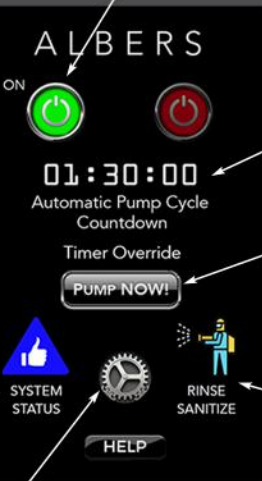 ALBERS
ON
01:30:00
Automatic Pump Cycle
Countdown
Timer Override
PUMP NOW!
SYSTEM
STATUS
RINSE
SANITIZE
HELP